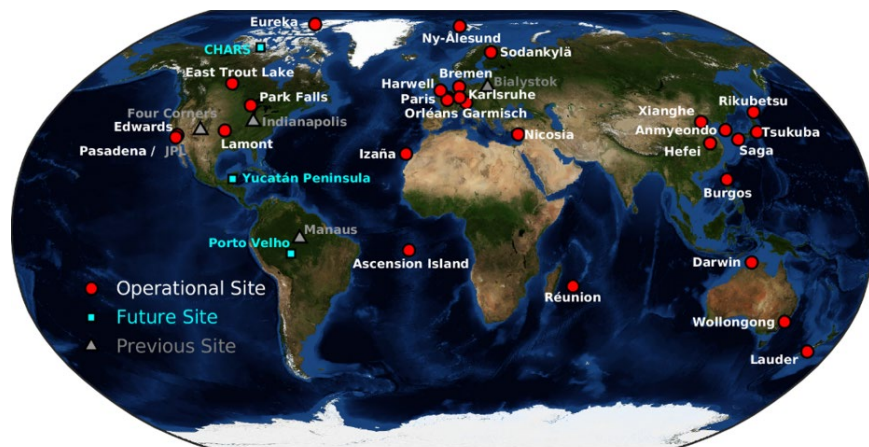 Eureka
Ny-Ålesund
CHARS
Sodankylä
East Trout Lake
Bremen
Harwell
Bialystok
Park Falls
Paris
Karlsruhe
Four Corners
Orléans Garmisch
Indianapolis
Edwards
Lamont
Pasadena / JPL
Xianghe
Rikubetsu
Anmyeondo
Tsukuba
Nicosia
Hefei
Saga
Izaña
Yucatán Peninsula
Burgos
Manaus
Porto Velho
Ascension Island
Darwin
Réunion
Wollongong
Lauder
Operational Site
Future Site
Previous Site